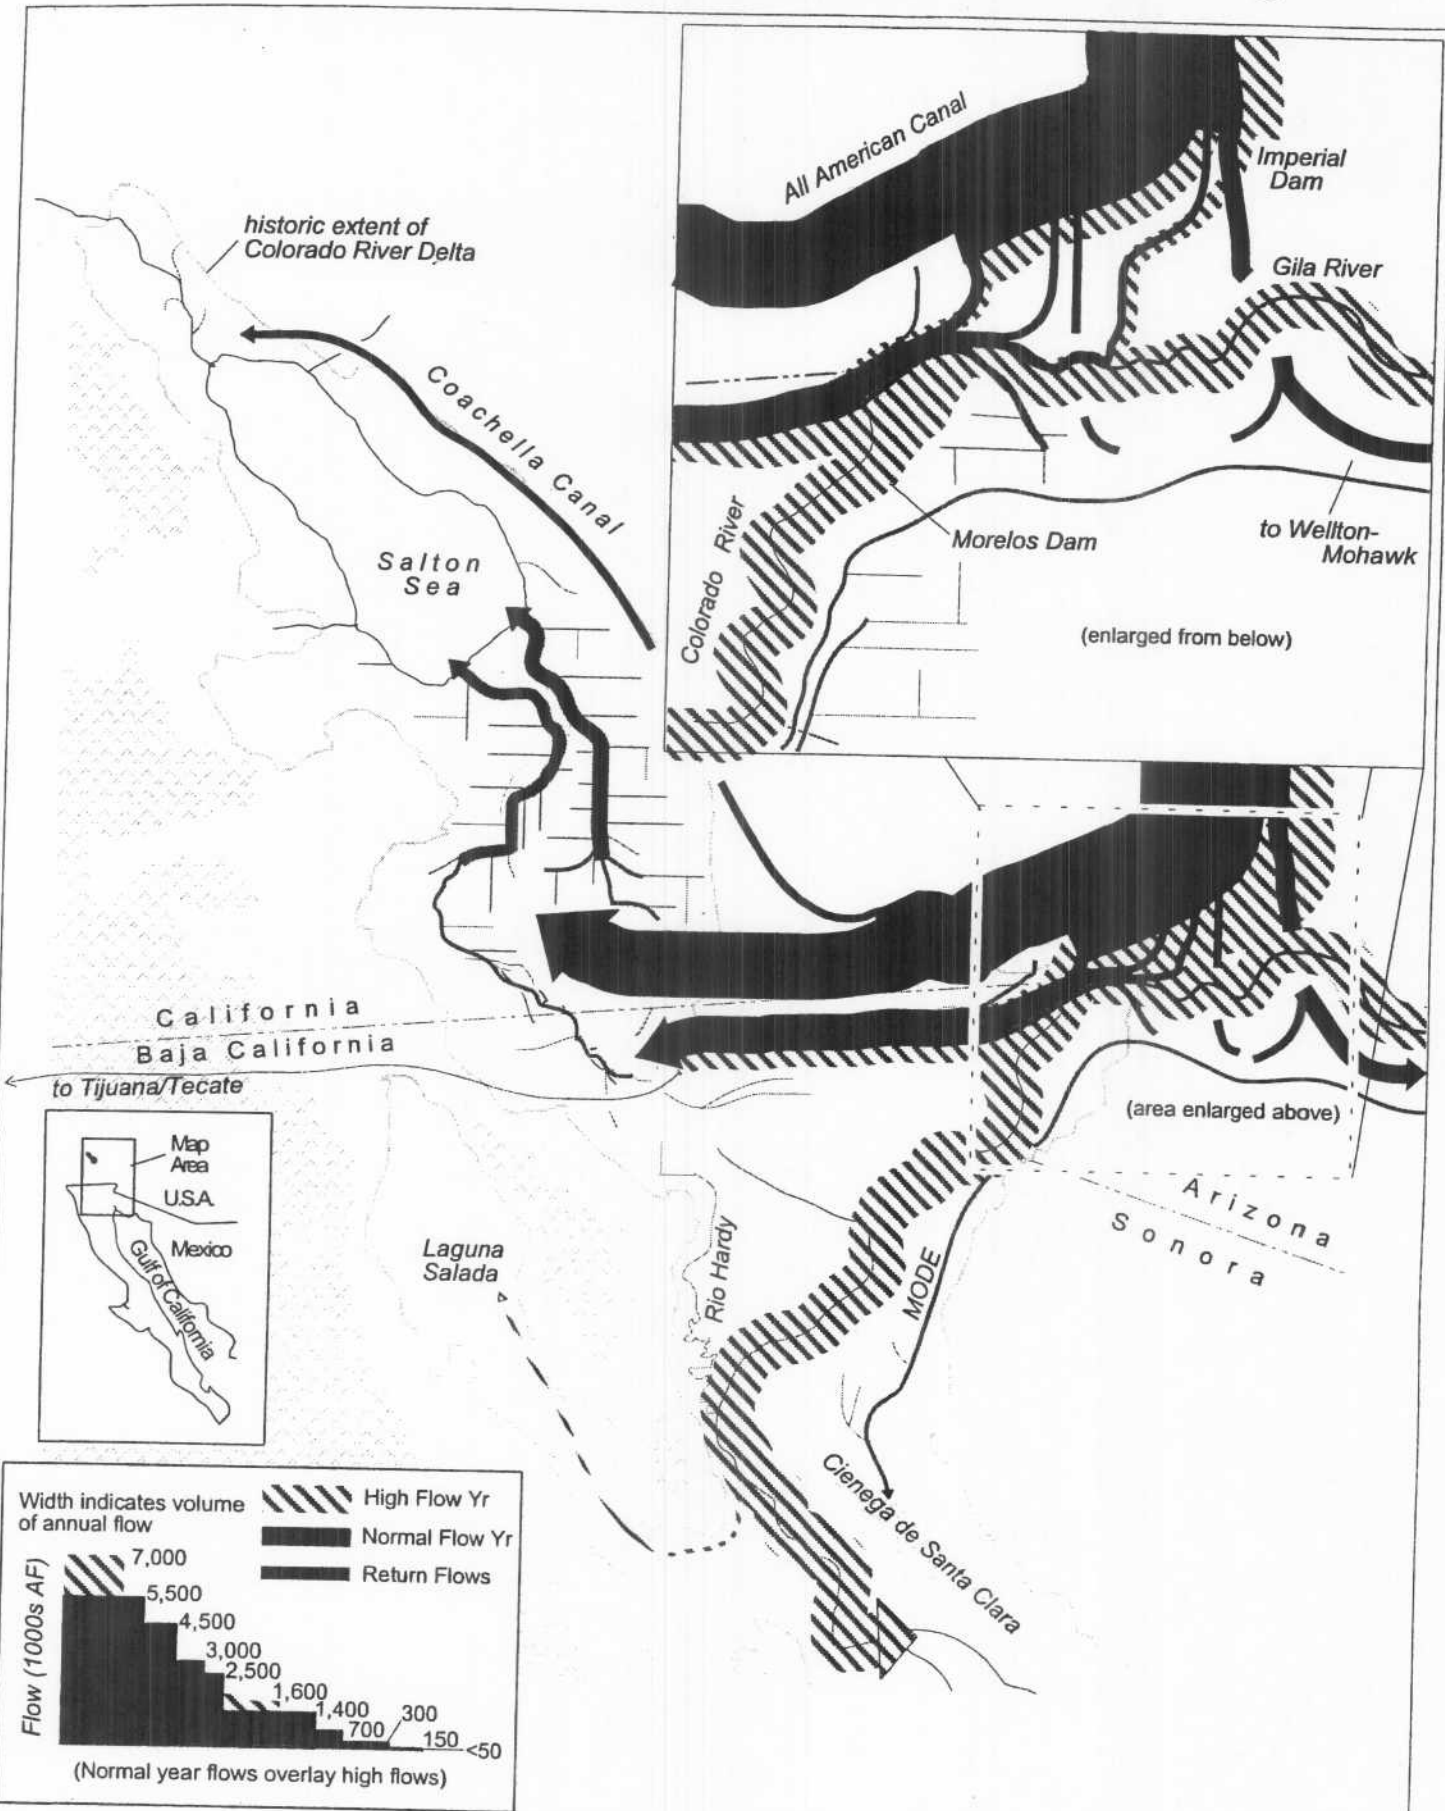 All American Canal
Imperial
Dam
Gila River
historic extent of
Colorado River Delta
Coachella Canal
Salton
Sea
Colorado River
Morelos Dam
to Wellton-
Mohawk
(enlarged from below)
California
Baja California
to Tijuana/Tecate
(area enlarged above)
Arizona
Sonora
Map
Area
U.S.A.
Mexico
Gulf of California
Laguna
Salada
Rio Hardy
MODE
Cienega de Santa Clara
Width indicates volume
of annual flow
High Flow Yr
Normal Flow Yr
Return Flows
Flow (1000s AF)
7,000
5,500
4,500
3,000
2,500
1,600
1,400
700
300
150
<50
(Normal year flows overlay high flows)